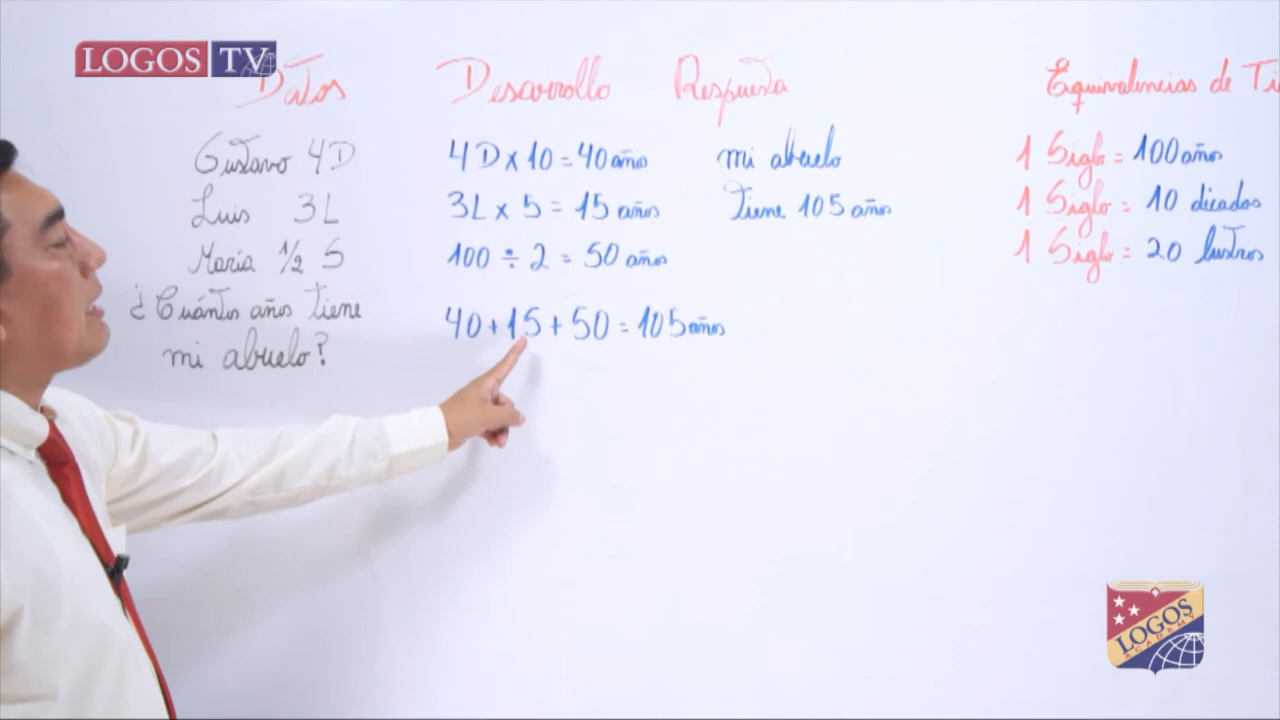 LOGOS TV
Datos
Gustavo 4D
Luis 3L
María 1/2 S
¿Cuántos años tiene
mi abuelo?
Desarrollo
4D x 10 = 40 años
3L x 5 = 15 años
100 ÷ 2 = 50 años
40 + 15 + 50 = 105 años
Respuesta
mi abuelo
Tiene 105 años
Equivalencias de Ti
1 Siglo = 100 años
1 Siglo = 10 dicadas
1 Siglo = 20 lustros
LOGOS
ACADEMY